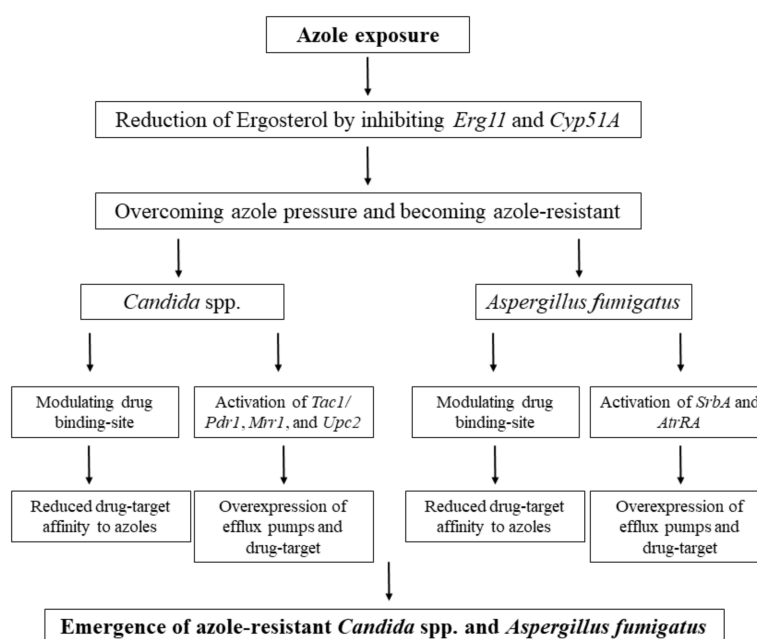 Azole exposure
Reduction of Ergosterol by inhibiting Erg11 and Cyp51A
Overcoming azole pressure and becoming azole-resistant
Candida spp.
Aspergillus fumigatus
Modulating drug
binding-site
Activation of Tac1/
Pdr1, Mrr1, and Upc2
Modulating drug
binding-site
Activation of SrbA and
AtrRA
Reduced drug-target
affinity to azoles
Overexpression of
efflux pumps and
drug-target
Reduced drug-target
affinity to azoles
Overexpression of
efflux pumps and
drug-target
Emergence of azole-resistant Candida spp. and Aspergillus fumigatus